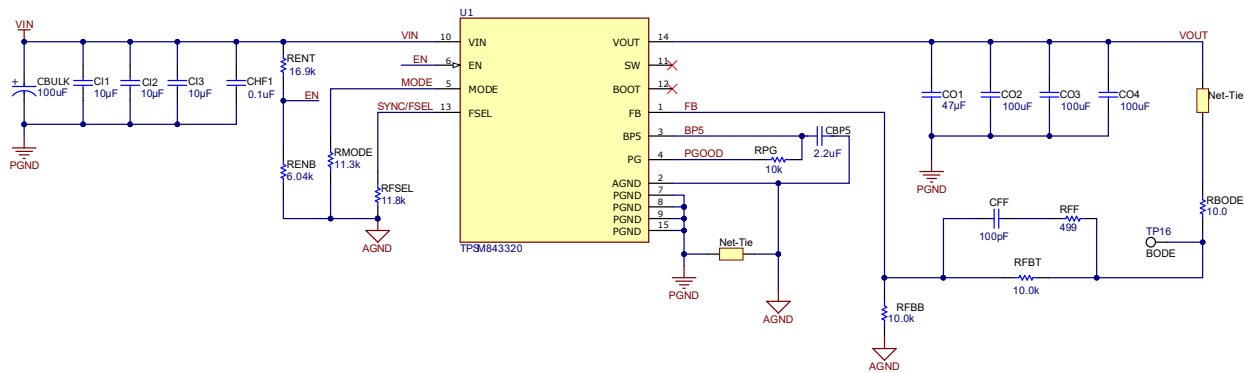 VIN
CBULK
100uF
CI1
10µF
CI2
10µF
CI3
10µF
CHF1
0.1uF
PGND
RENT
16.9k
EN
RENB
6.04k
VIN
EN
MODE
SYNC/FSEL
RMODE
11.3k
RFSEL
11.8k
AGND
U1
10 VIN
6 EN
5 MODE
13 FSEL
VOUT 14
SW 11
BOOT 12
FB 1
BP5 3
PG 4
AGND 2
PGND 7
PGND 8
PGND 9
PGND 15
TPSM843320
FB
BP5
PGOOD
CBP5
2.2uF
RPG
10k
Net-Tie
PGND
AGND
VOUT
CO1
47µF
CO2
100uF
CO3
100uF
CO4
100uF
PGND
Net-Tie
RBODE
10.0
TP16
BODE
CFF
100pF
RFF
499
RFBT
10.0k
RFBB
10.0k
AGND